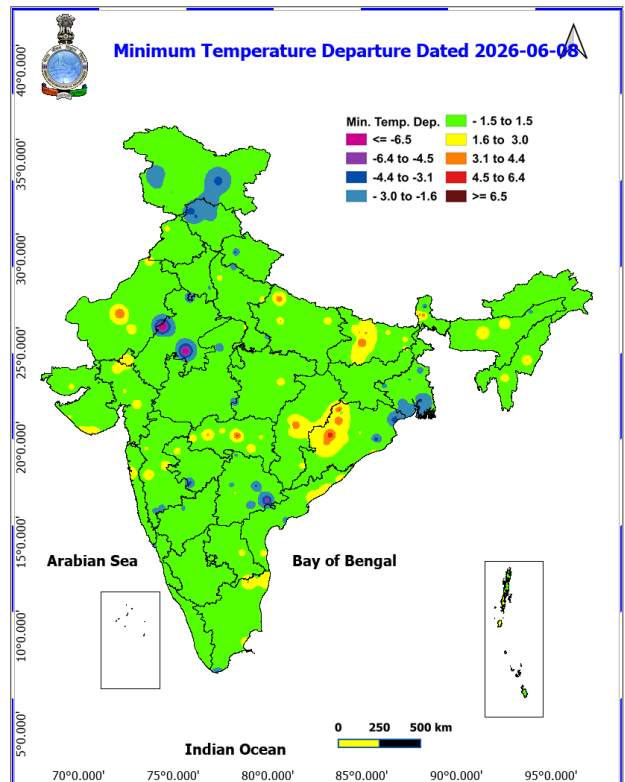 Minimum Temperature Departure Dated 2026-06-08
Min. Temp. Dep.
<= -6.5
-6.4 to -4.5
-4.4 to -3.1
- 3.0 to -1.6
- 1.5 to 1.5
1.6 to 3.0
3.1 to 4.4
4.5 to 6.4
>= 6.5
40°0.000'
35°0.000'
30°0.000'
25°0.000'
20°0.000'
15°0.000'
10°0.000'
5°0.000'
Arabian Sea
Bay of Bengal
Indian Ocean
0 250 500 km
70°0.000' 75°0.000' 80°0.000' 85°0.000' 90°0.000' 95°0.000'